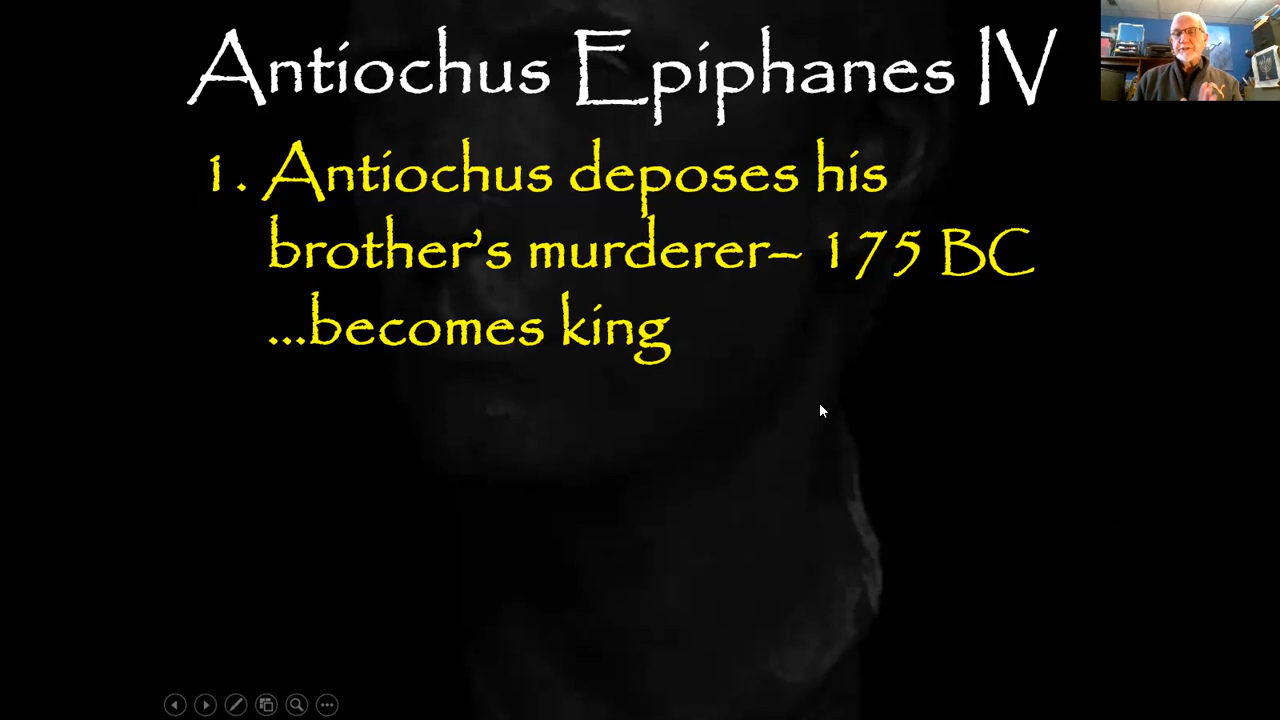 Antiochus Epiphanes IV
1. Antiochus deposes his
brother’s murderer– 175 BC
...becomes king